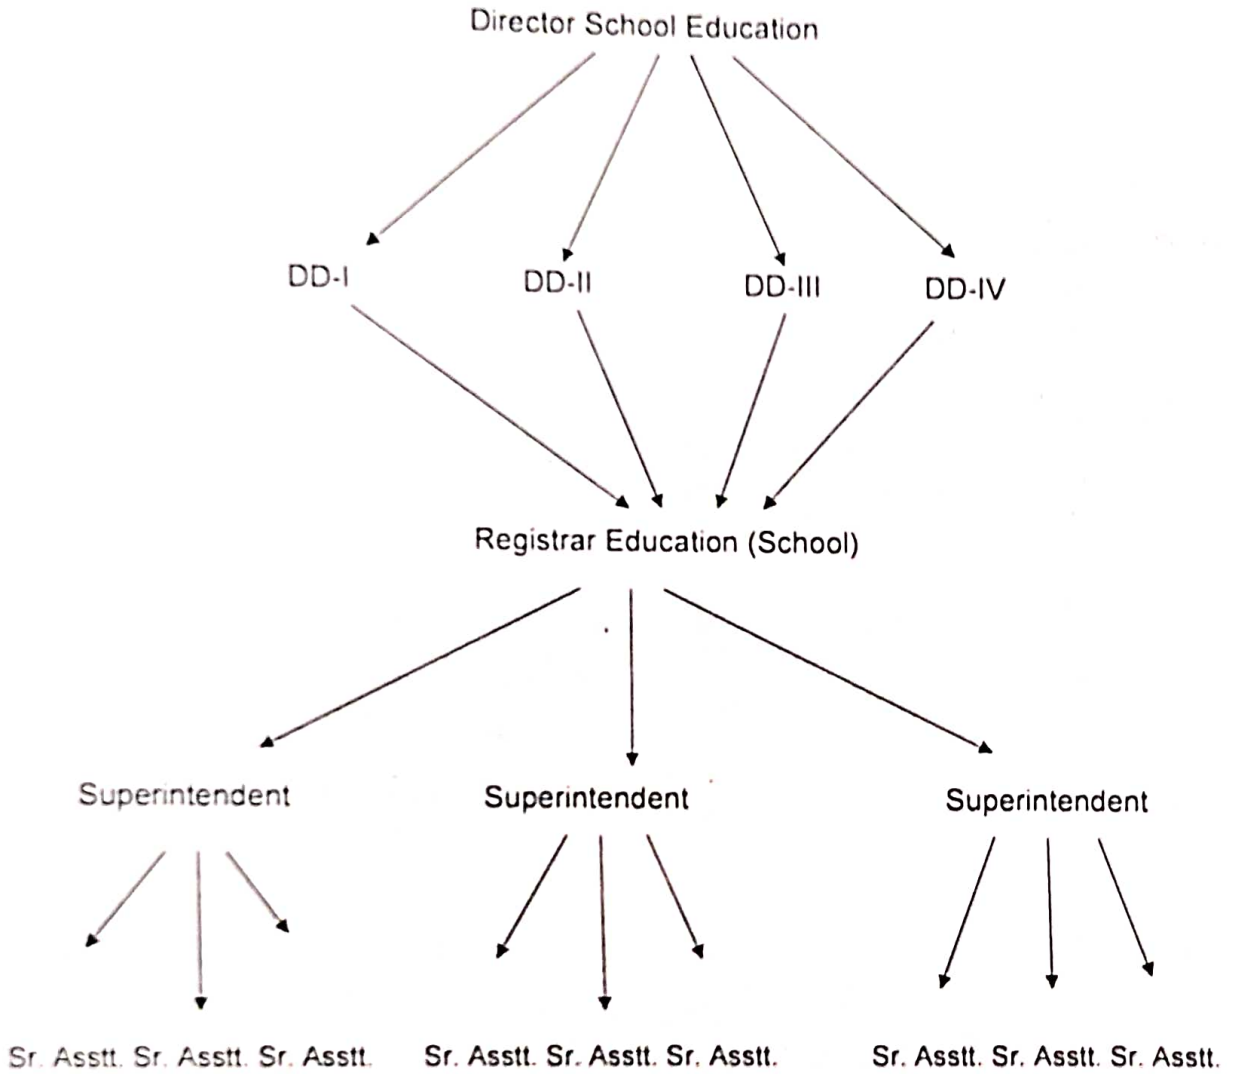 Director School Education
DD-I DD-II DD-III DD-IV
Registrar Education (School)
Superintendent Superintendent Superintendent
Sr. Asstt. Sr. Asstt. Sr. Asstt. Sr. Asstt. Sr. Asstt. Sr. Asstt. Sr. Asstt. Sr. Asstt. Sr. Asstt.